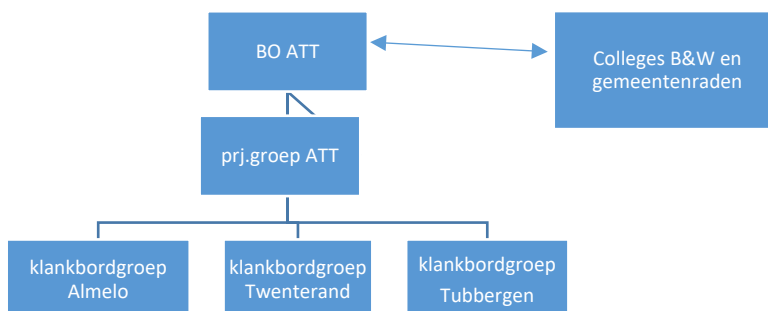 BO ATT
Colleges B&W en
gemeentenraden
prj.groep ATT
klankbordgroep
Almelo
klankbordgroep
Twenterand
klankbordgroep
Tubbergen